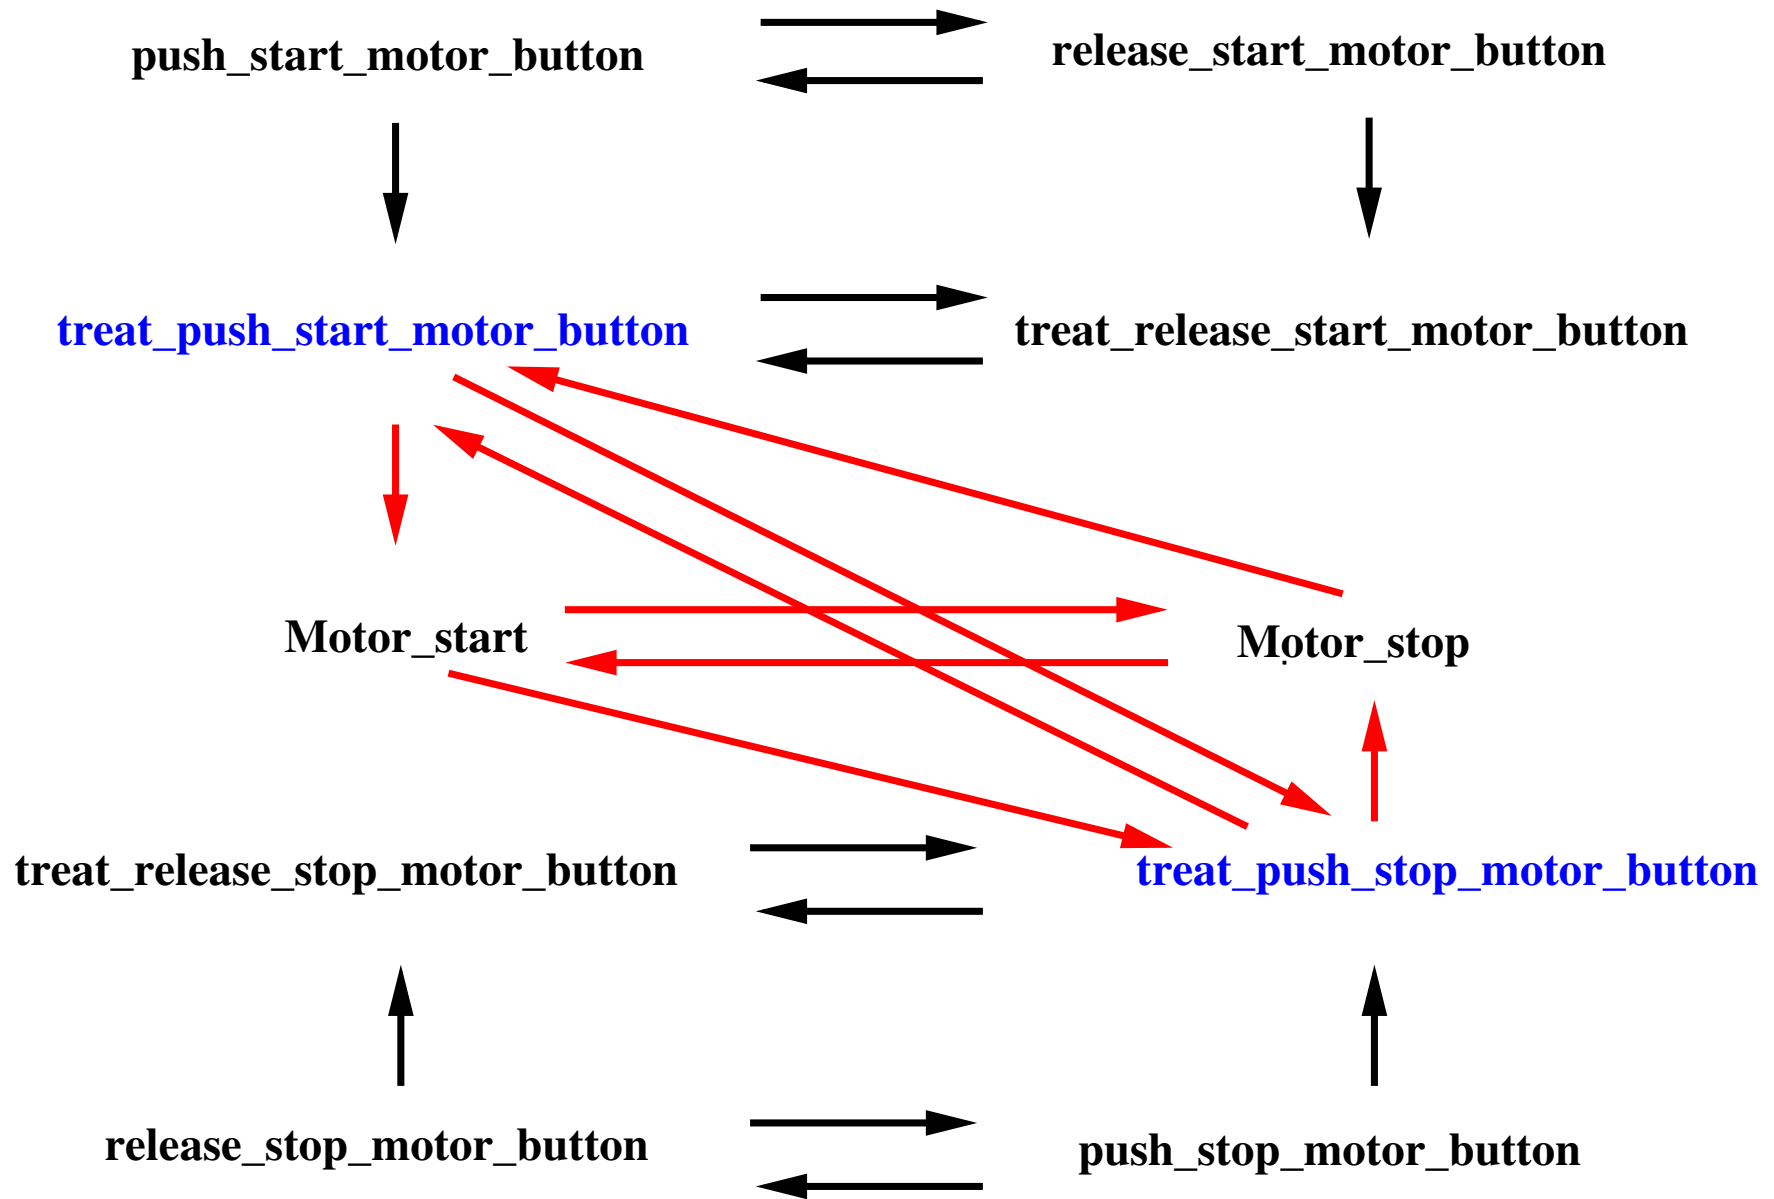 push_start_motor_button
release_start_motor_button
treat_push_start_motor_button
treat_release_start_motor_button
Motor_start
Motor_stop
treat_release_stop_motor_button
treat_push_stop_motor_button
release_stop_motor_button
push_stop_motor_button